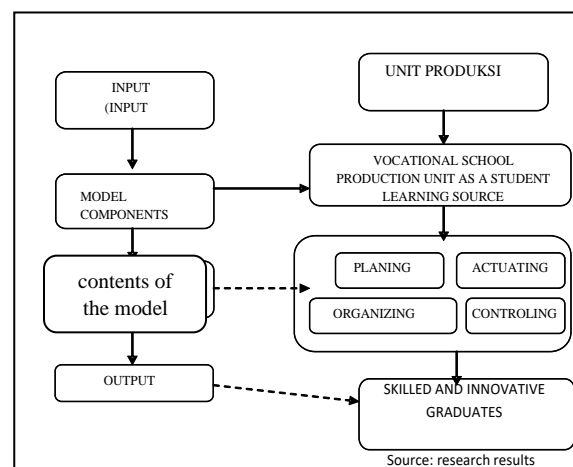 INPUT
(INPUT
MODEL
COMPONENTS
contents of
the model
OUTPUT
UNIT PRODUKSI
VOCATIONAL SCHOOL
PRODUCTION UNIT AS A STUDENT
LEARNING SOURCE
PLANING
ACTUATING
ORGANIZING
CONTROLING
SKILLED AND INNOVATIVE
GRADUATES
Source: research results